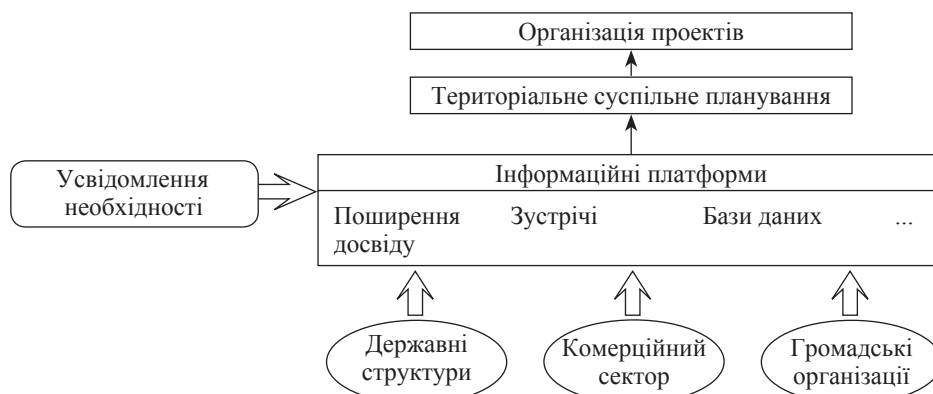 Організація проектів
Територіальне суспільне планування
Інформаційні платформи
Усвідомлення
необхідності
Поширення
досвіду
Зустрічі
Бази даних
...
Державні
структури
Комерційний
сектор
Громадські
організації